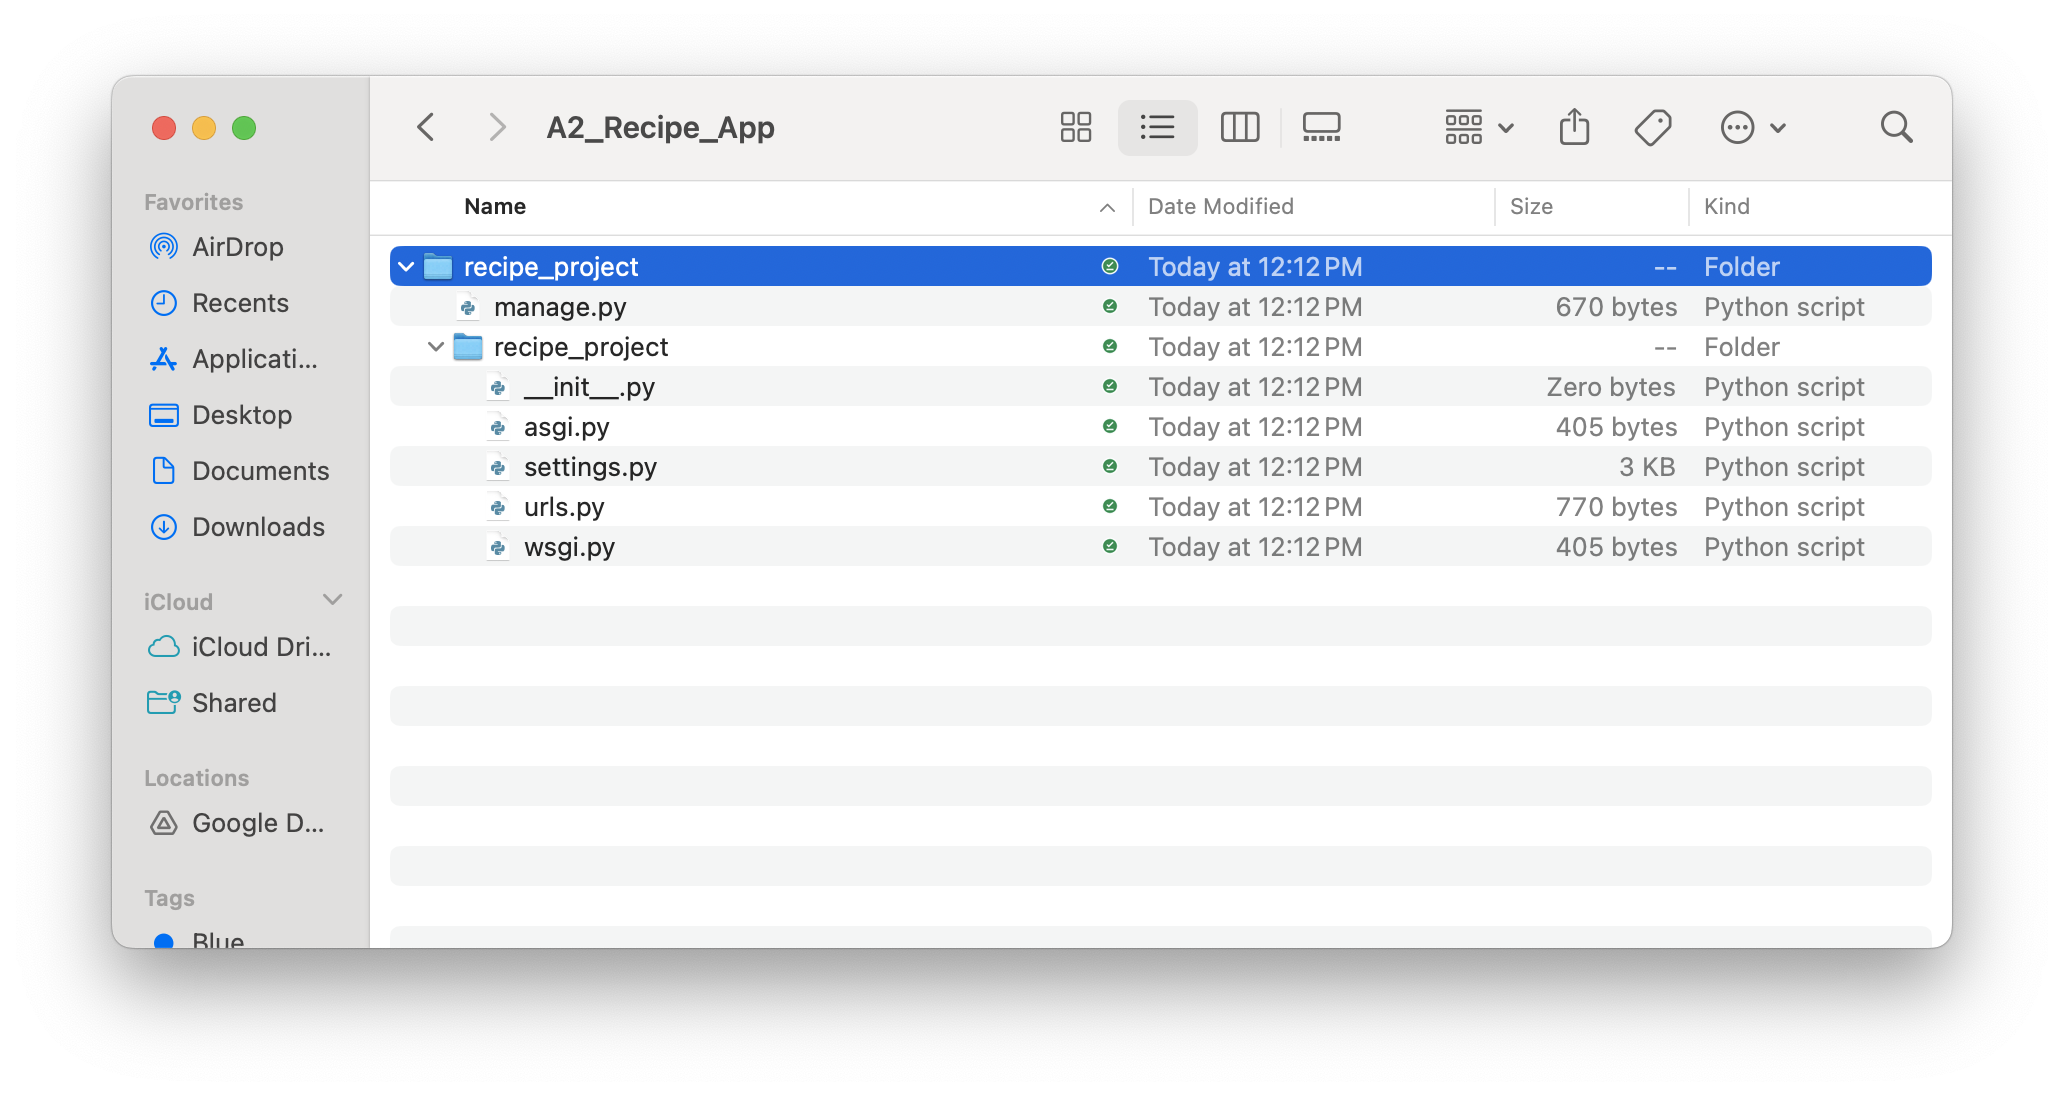 A2_Recipe_App
Favorites
AirDrop
Recents
Applicati...
Desktop
Documents
Downloads
iCloud
iCloud Dri...
Shared
Locations
Google D...
Tags
Blue
Name Date Modified Size Kind
recipe_project Today at 12:12 PM -- Folder
manage.py Today at 12:12 PM 670 bytes Python script
recipe_project Today at 12:12 PM -- Folder
__init__.py Today at 12:12 PM Zero bytes Python script
asgi.py Today at 12:12 PM 405 bytes Python script
settings.py Today at 12:12 PM 3 KB Python script
urls.py Today at 12:12 PM 770 bytes Python script
wsgi.py Today at 12:12 PM 405 bytes Python script